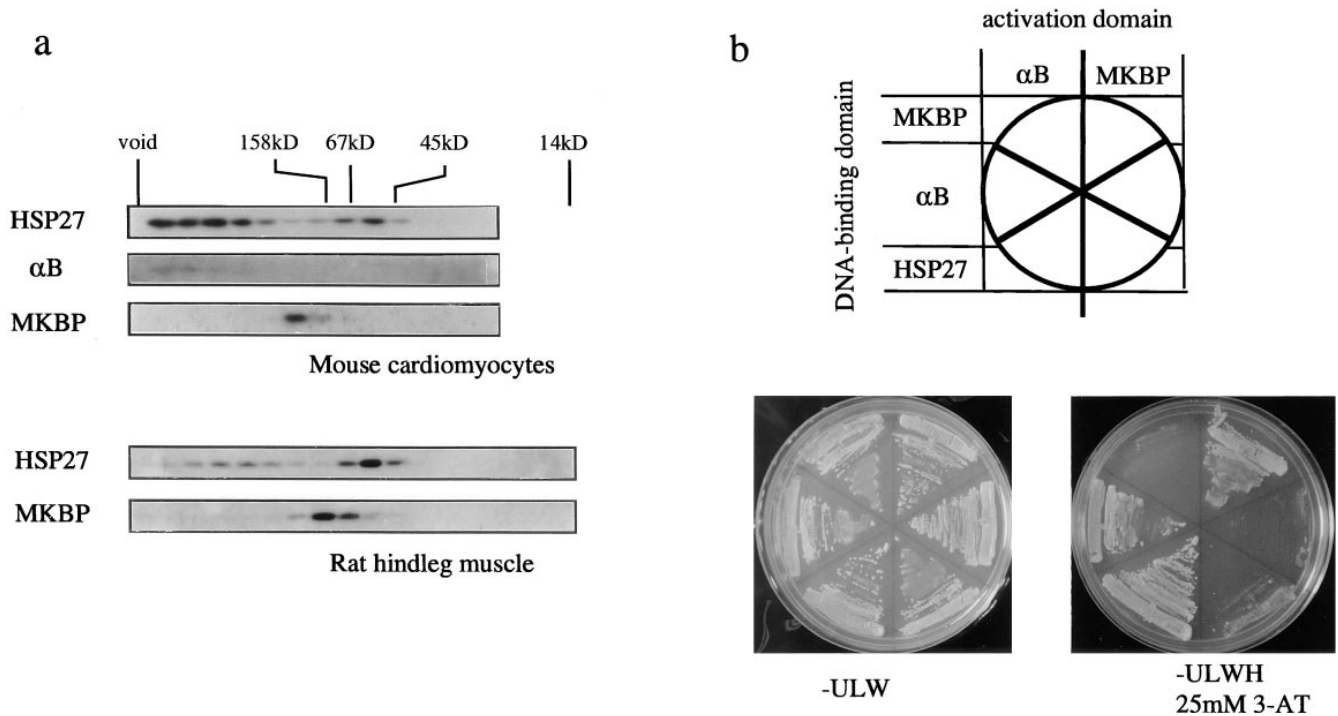 a
void 158kD 67kD 45kD 14kD
HSP27
αB
MKBP
Mouse cardiomyocytes
HSP27
MKBP
Rat hindleg muscle
b
activation domain
αB MKBP
DNA-binding domain
MKBP
αB
HSP27
-ULW
-ULWH
25mM 3-AT